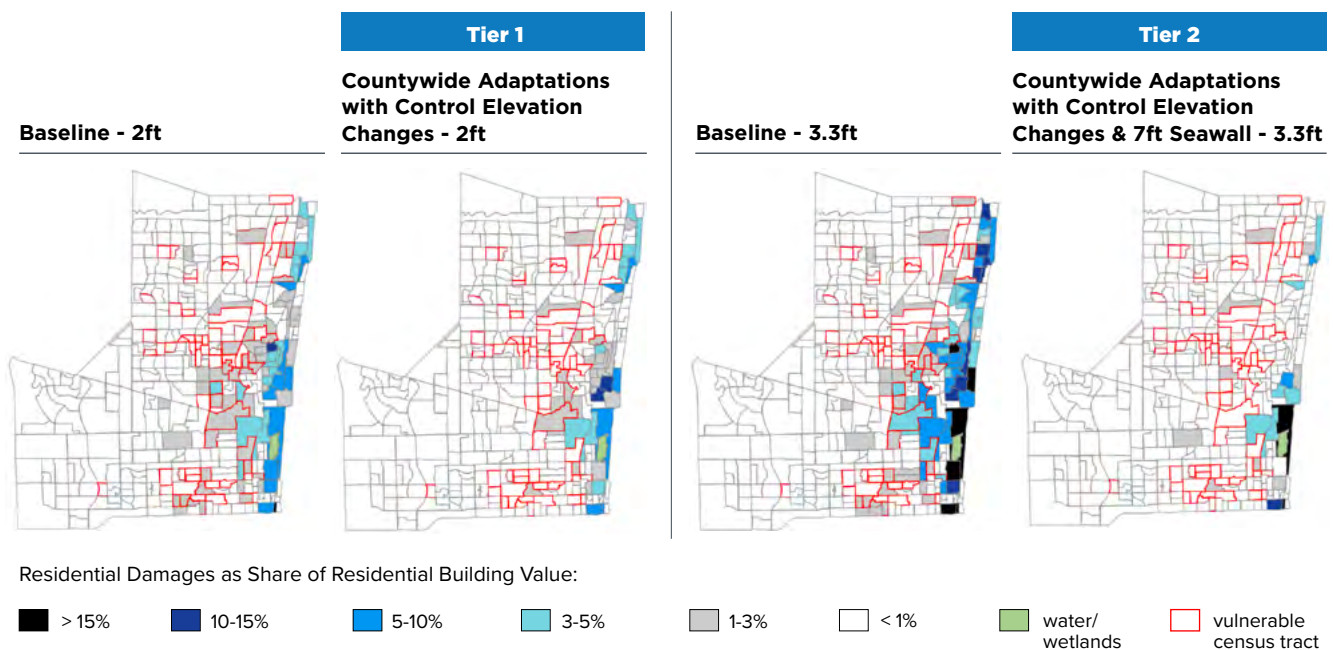 Baseline - 2ft
Tier 1
Countywide Adaptations
with Control Elevation
Changes - 2ft
Baseline - 3.3ft
Tier 2
Countywide Adaptations
with Control Elevation
Changes & 7ft Seawall - 3.3ft
Residential Damages as Share of Residential Building Value:
> 15%
10-15%
5-10%
3-5%
1-3%
< 1%
water/
wetlands
vulnerable
census tract